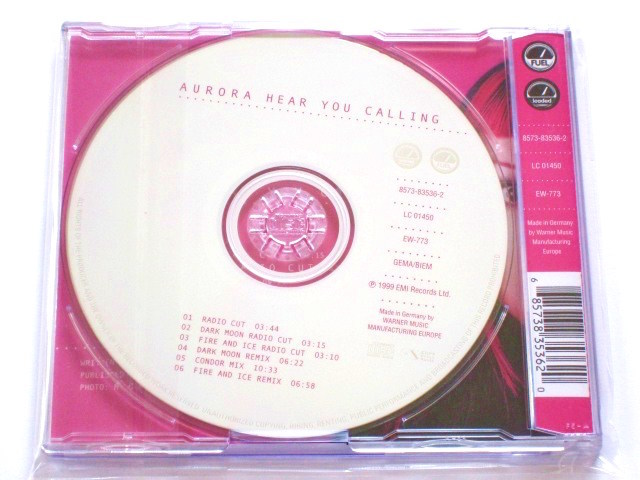 AURORA HEAR YOU CALLING
8573-83536-2
LC 01450
EW-773
GEMA/BIEM
℗ 1999 EMI Records Ltd.
Made in Germany by
WARNER MUSIC
MANUFACTURING EUROPE
01 RADIO CUT 03:44
02 DARK MOON RADIO CUT 03:15
03 FIRE AND ICE RADIO CUT 03:10
04 DARK MOON REMIX 06:22
05 CONDOR MIX 10:33
06 FIRE AND ICE REMIX 06:58
FUEL
loaded
8573-83536-2
LC 01450
EW-773
Made in Germany
by Warner Music
Manufacturing
Europe
6 85738 35362 0
PHOTO: